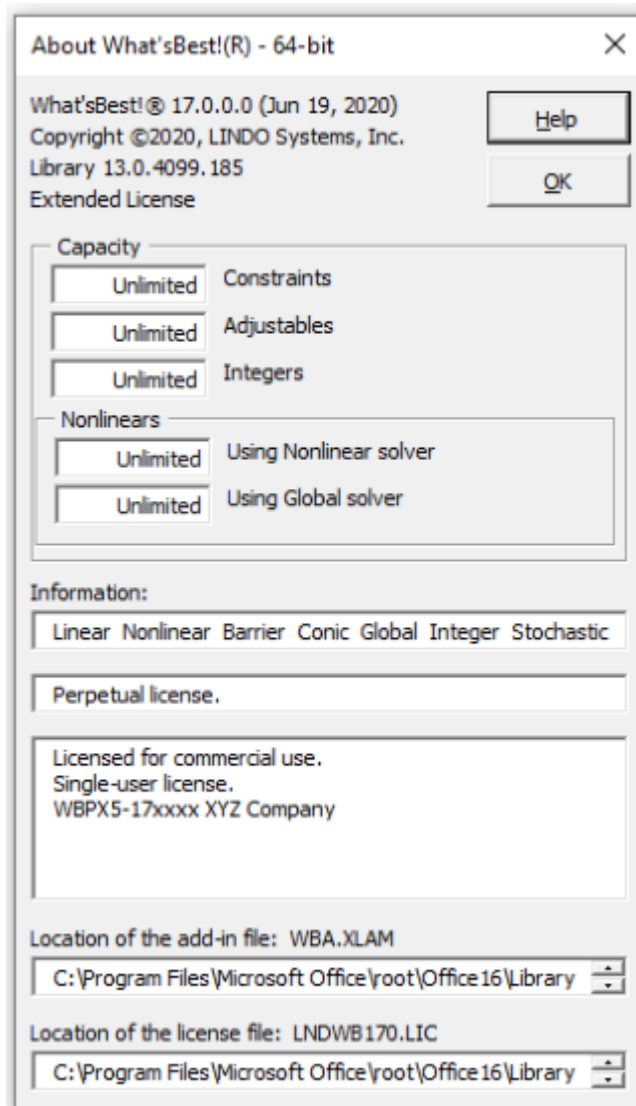 About What'sBest!(R) - 64-bit
What'sBest!® 17.0.0.0 (Jun 19, 2020)
Copyright ©2020, LINDO Systems, Inc.
Library 13.0.4099.185
Extended License
Help
OK
Capacity
Unlimited Constraints
Unlimited Adjustables
Unlimited Integers
Nonlinears
Unlimited Using Nonlinear solver
Unlimited Using Global solver
Information:
Linear Nonlinear Barrier Conic Global Integer Stochastic
Perpetual license.
Licensed for commercial use.
Single-user license.
WBPX5-17xxxx XYZ Company
Location of the add-in file: WBA.XLAM
C:\Program Files\Microsoft Office\root\Office16\Library
Location of the license file: LNDWB170.LIC
C:\Program Files\Microsoft Office\root\Office16\Library